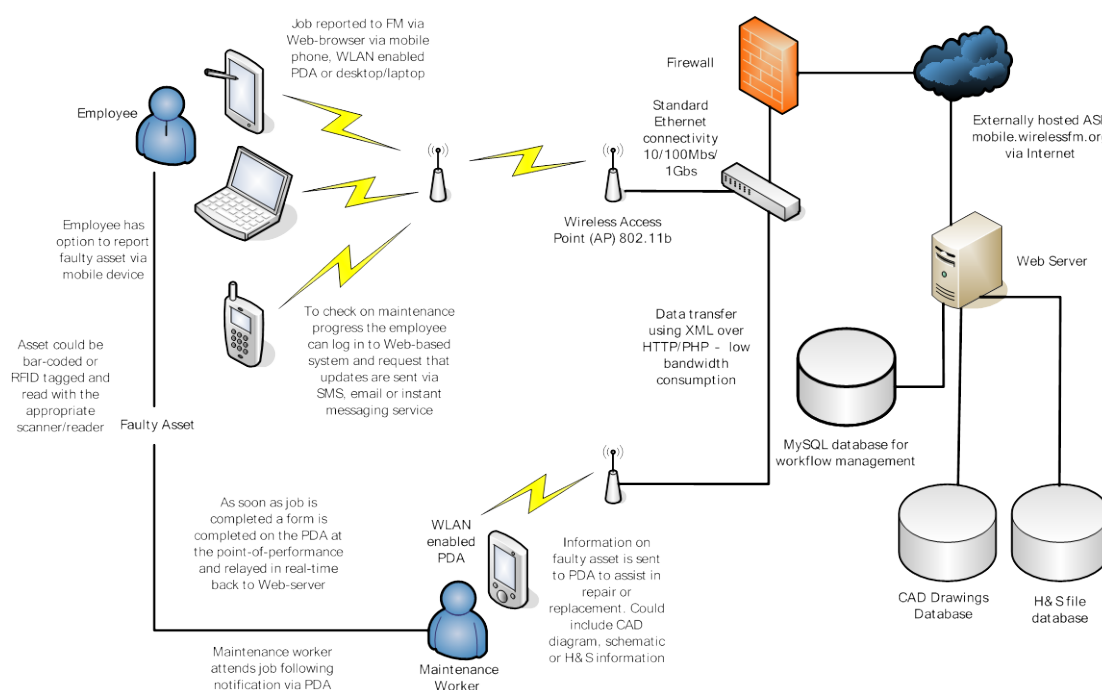 Job reported to FM via
Web-browser via mobile
phone, WLAN enabled
PDA or desktop/laptop
Employee
Firewall
Standard
Ethernet
connectivity
10/100Mbs/
1Gbs
Externally hosted
mobile.wirelessfm.or
via Internet
Employee has
option to report
faulty asset via
mobile device
Wireless Access
Point (AP) 802.11b
Web Server
To check on maintenance
progress the employee
can log in to Web-based
system and request that
updates are sent via
SMS, email or instant
messaging service
Data transfer
using XML over
HTTP/PHP - low
bandwidth
consumption
Asset could be
bar-coded or
RFID tagged and
read with the
appropriate
scanner/reader
Faulty Asset
MySQL database for
workflow management
As soon as job is
completed a form is
completed on the PDA at
the point-of-performance
and relayed in real-time
back to Web-server
WLAN
enabled
PDA
Information on
faulty asset is sent
to PDA to assist in
repair or
replacement. Could
include CAD
diagram, schematic
or H&S information
CAD Drawings
Database
H&S file
database
Maintenance worker
attends job following
notification via PDA
Maintenance
Worker